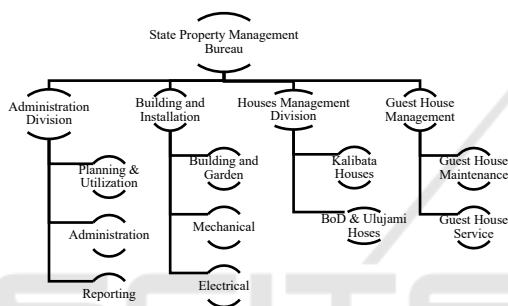 State Property Management
Bureau
Administration
Division
Building and
Installation
Houses Management
Division
Guest House
Management
Planning &
Utilization
Building and
Garden
Kalibata
Houses
Guest House
Maintenance
Administration
Mechanical
BoD & Ulujami
Hoses
Guest House
Service
Reporting
Electrical